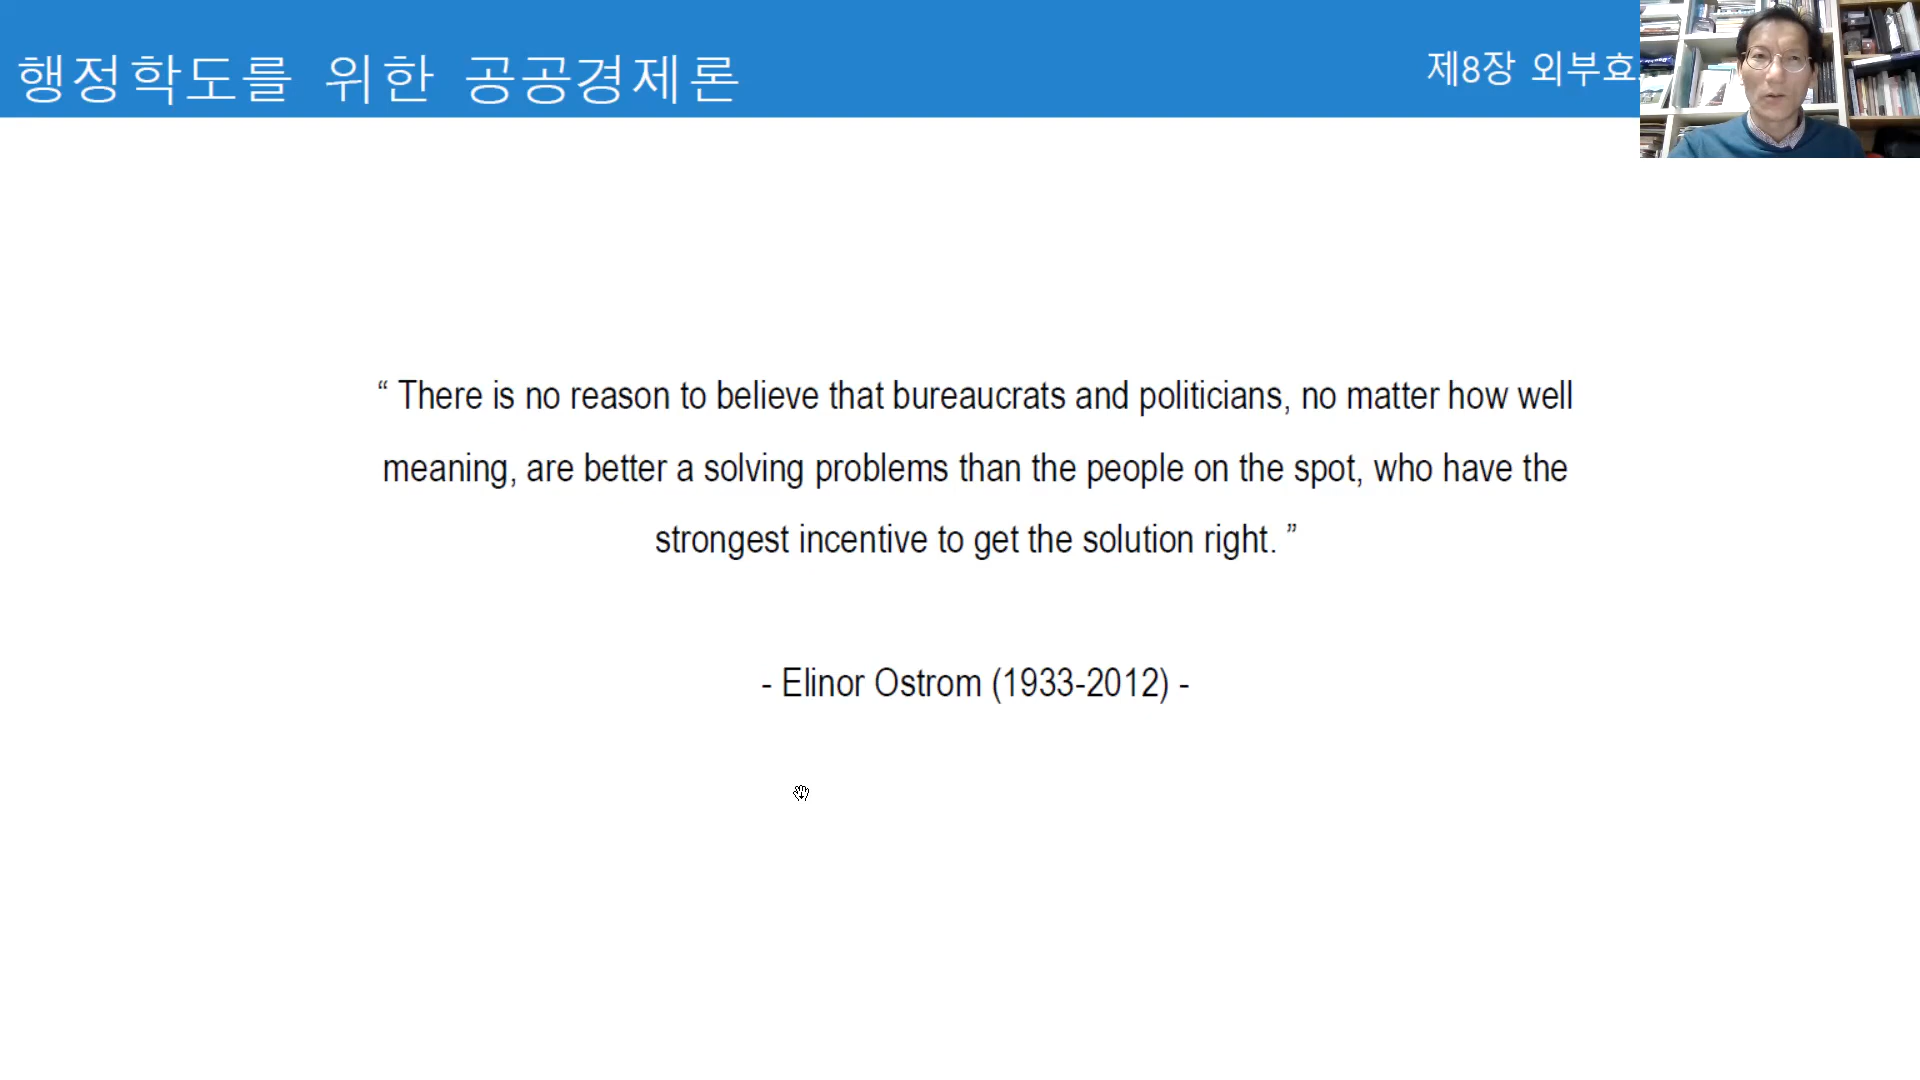 행정학도를 위한 공공경제론
제8장 외부효
“ There is no reason to believe that bureaucrats and politicians, no matter how well
meaning, are better a solving problems than the people on the spot, who have the
strongest incentive to get the solution right. ”
- Elinor Ostrom (1933-2012) -